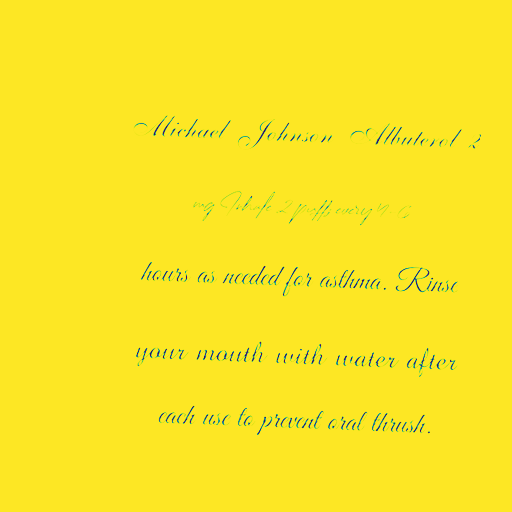 Michael Johnson Albuterol 2
mg Inhale 2 puffs every 4-6
hours as needed for asthma. Rinse
your mouth with water after
each use to prevent oral thrush.